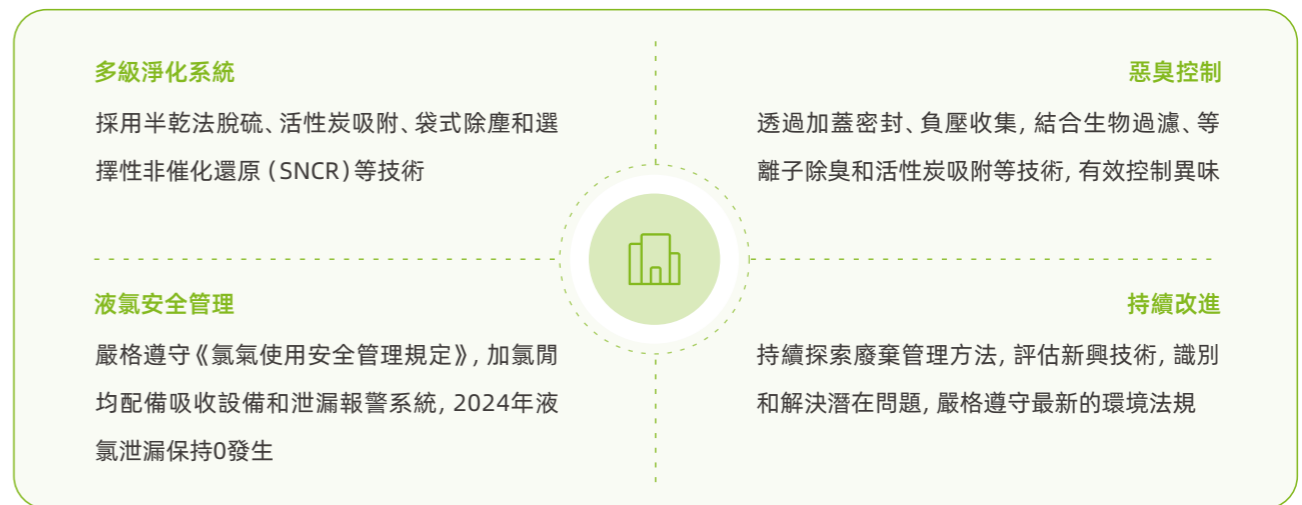 多級淨化系統
採用半乾法脫硫、活性炭吸附、袋式除塵和選
擇性非催化還原（SNCR）等技術
惡臭控制
透過加蓋密封、負壓收集, 結合生物過濾、等
離子除臭和活性炭吸附等技術, 有效控制異味
液氯安全管理
嚴格遵守《氯氣使用安全管理規定》, 加氯間
均配備吸收設備和泄漏報警系統, 2024年液
氯泄漏保持0發生
持續改進
持續探索廢棄管理方法, 評估新興技術, 識別
和解決潛在問題, 嚴格遵守最新的環境法規